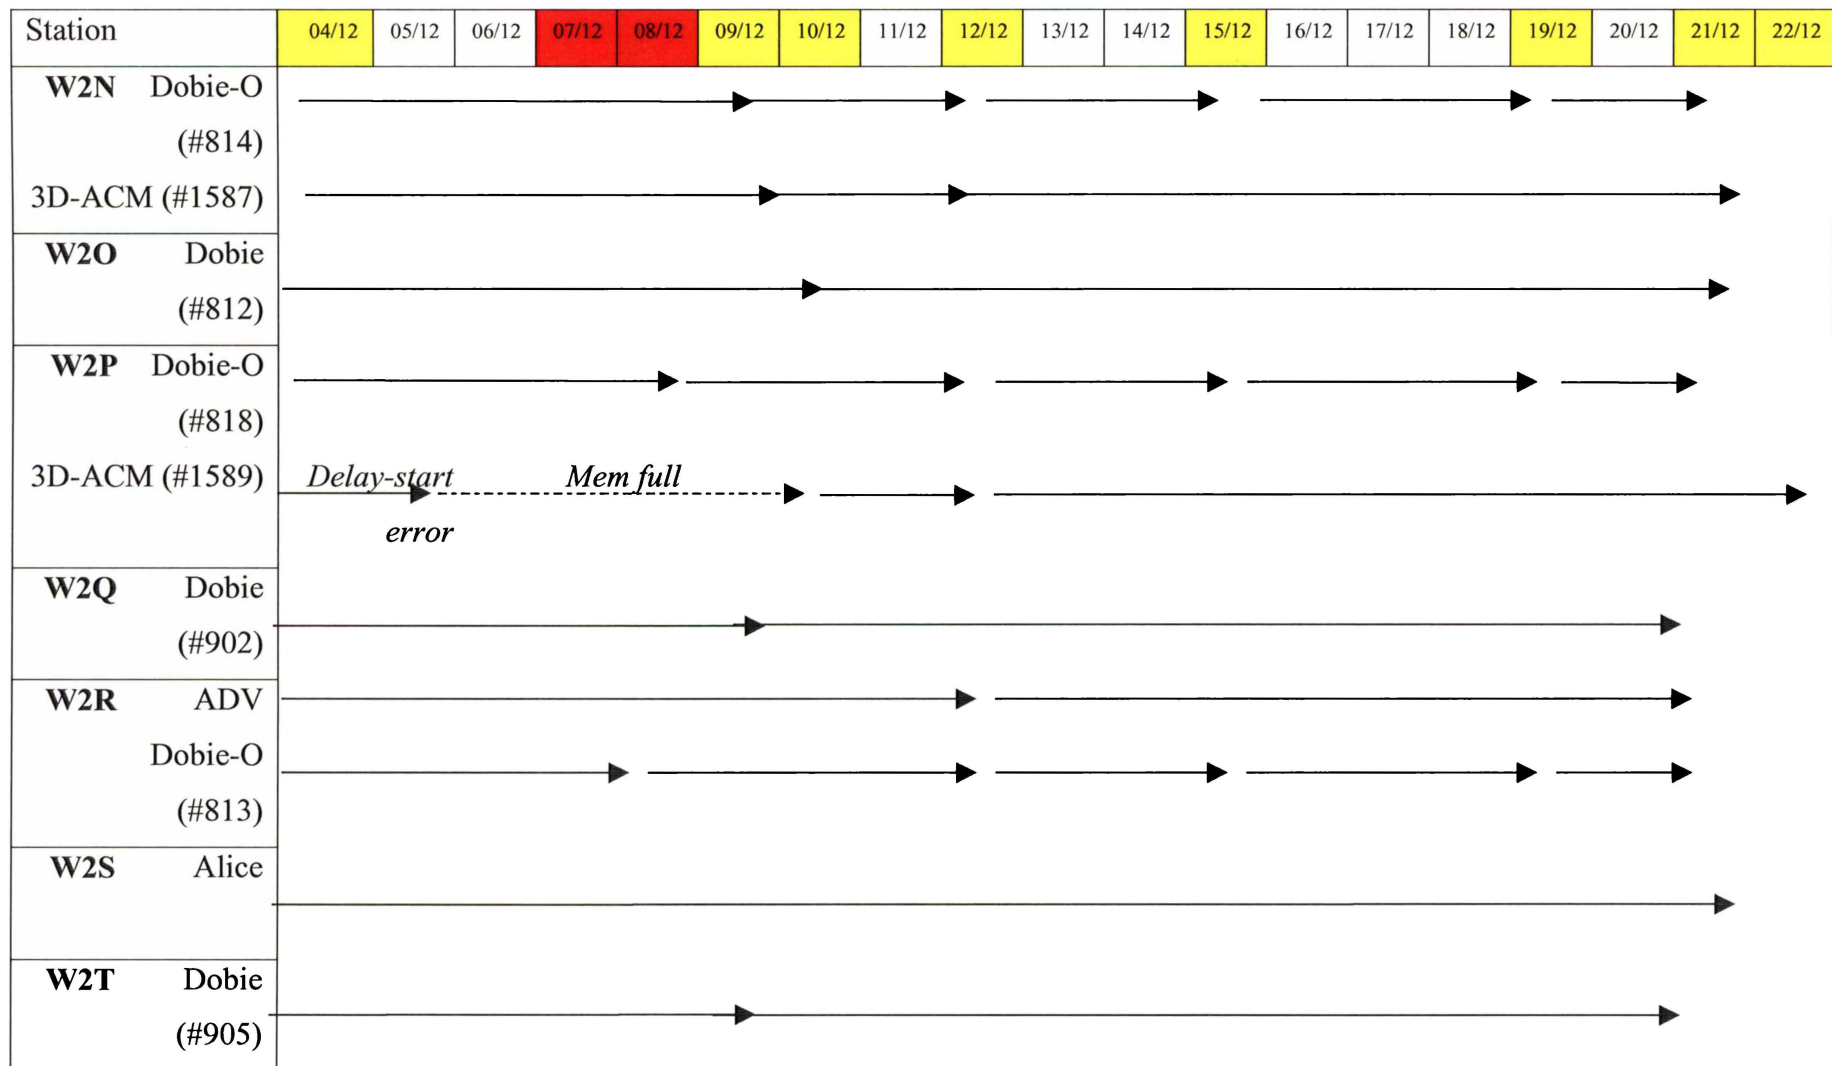 Station 04/12 05/12 06/12 07/12 08/12 09/12 10/12 11/12 12/12 13/12 14/12 15/12 16/12 17/12 18/12 19/12 20/12 21/12 22/12
W2N Dobie-O
(#814)
3D-ACM (#1587)
W2O Dobie
(#812)
W2P Dobie-O
(#818)
3D-ACM (#1589) Delay-start Mem full
error
W2Q Dobie
(#902)
W2R ADV
Dobie-O
(#813)
W2S Alice
W2T Dobie
(#905)